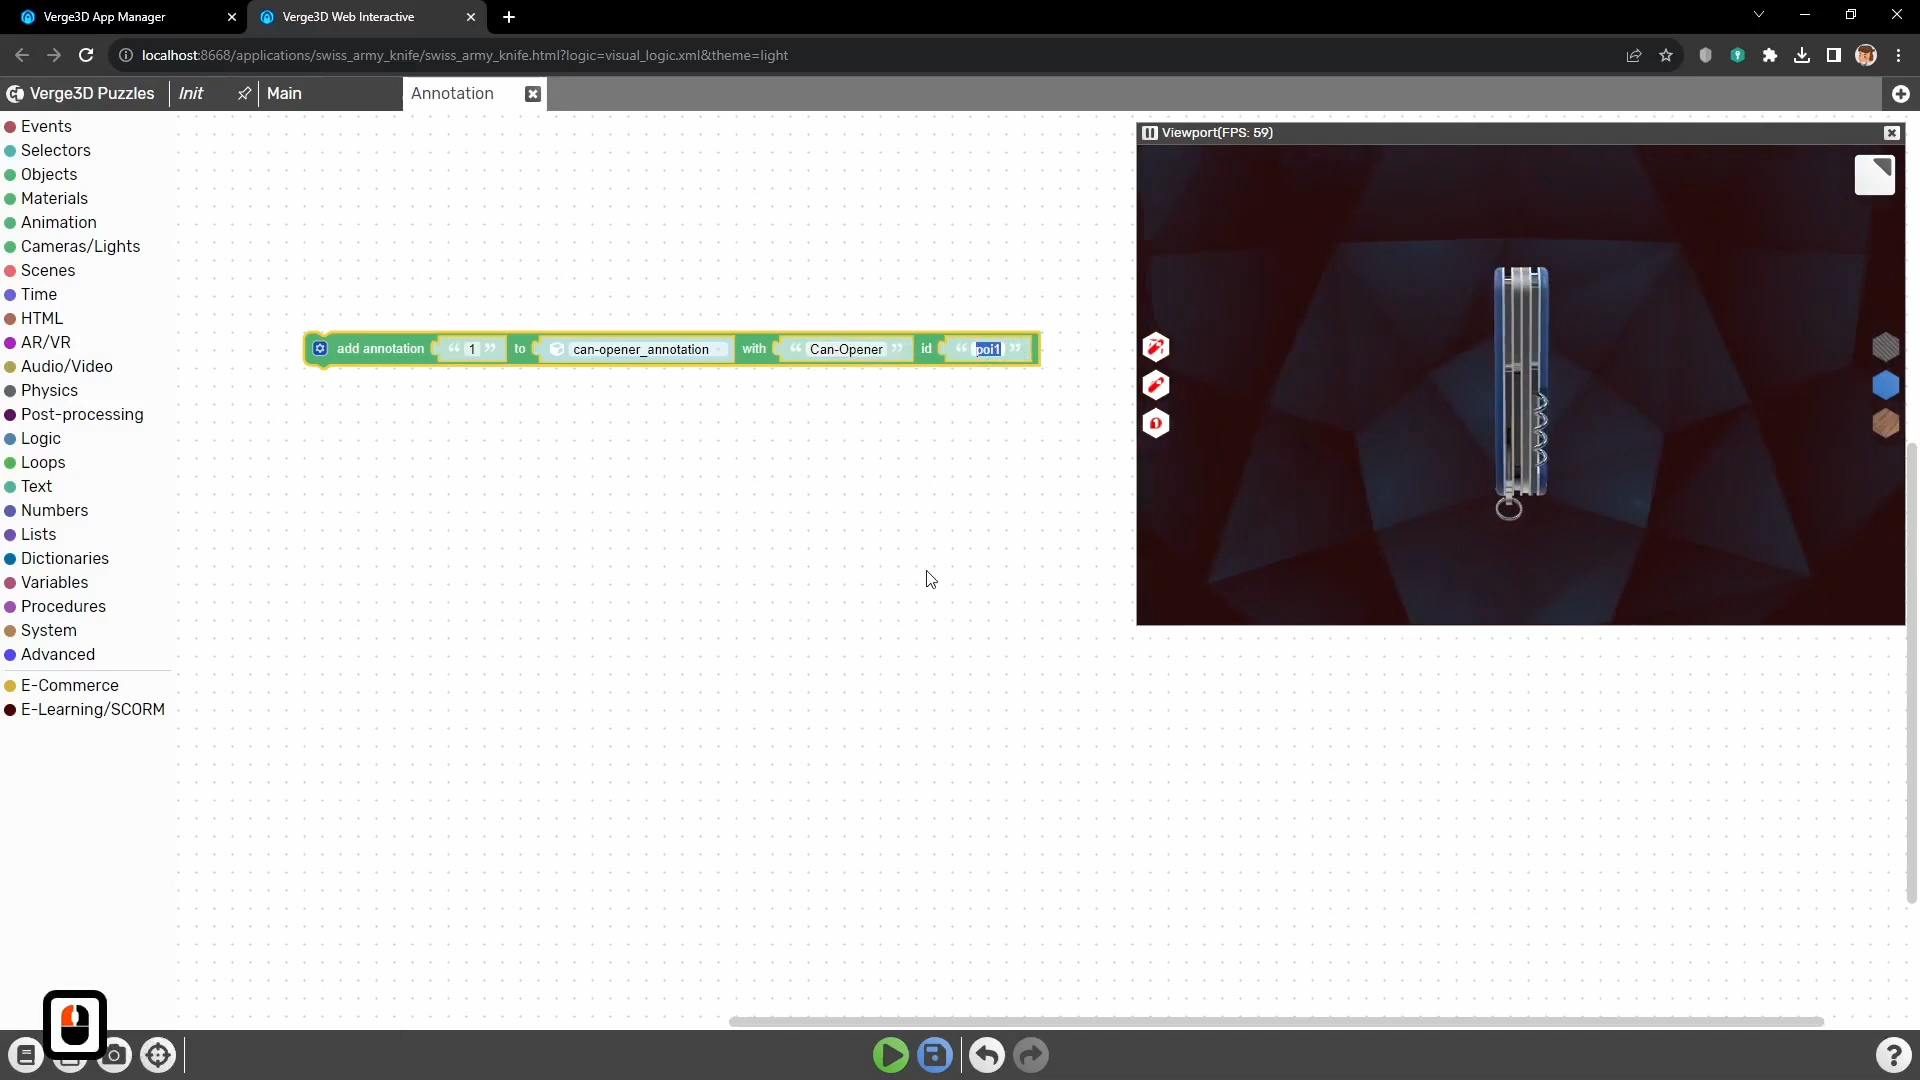 Verge3D App Manager
Verge3D Web Interactive
localhost:8668/applications/swiss_army_knife/swiss_army_knife.html?logic=visual_logic.xml&theme=light
Verge3D Puzzles
Init
Main
Annotation
Events
Selectors
Objects
Materials
Animation
Cameras/Lights
Scenes
Time
HTML
AR/VR
Audio/Video
Physics
Post-processing
Logic
Loops
Text
Numbers
Lists
Dictionaries
Variables
Procedures
System
Advanced
E-Commerce
E-Learning/SCORM
add annotation “ 1 ” to can-opener_annotation with “ Can-Opener ” id “ poi1 ”
Viewport(FPS: 59)